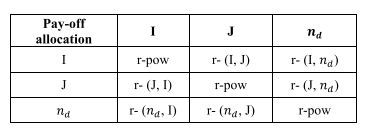 Pay-off allocation I J n_d
I r-pow r- (I, J) r- (I, n_d)
J r- (J, I) r-pow r- (J, n_d)
n_d r- (n_d, I) r- (n_d, J) r-pow